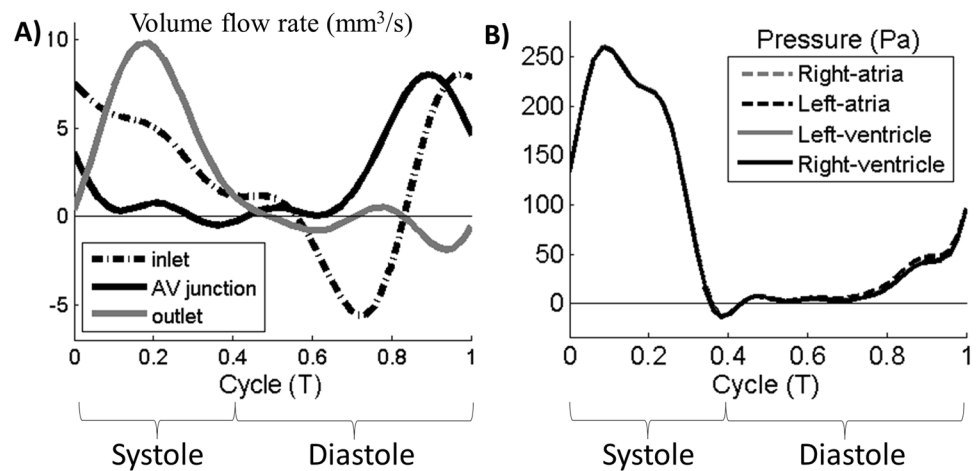 A)
Volume flow rate (mm³/s)
10
5
0
-5
inlet
AV junction
outlet
0 0.2 0.4 0.6 0.8 1
Cycle (T)
Systole Diastole
B)
Pressure (Pa)
Right-atria
Left-atria
Left-ventricle
Right-ventricle
250
200
150
100
50
0
0 0.2 0.4 0.6 0.8 1
Cycle (T)
Systole Diastole